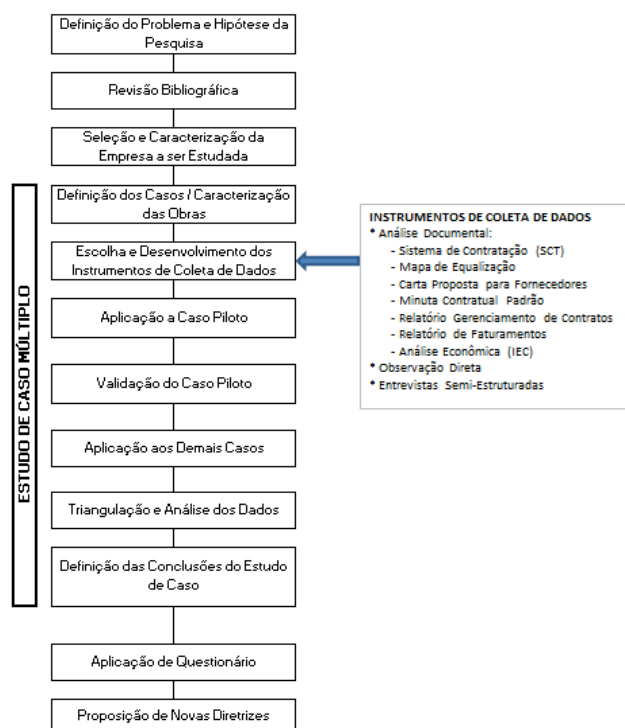 Definição do Problema e Hipótese da
Pesquisa
Revisão Bibliográfica
Seleção e Caracterização da
Empresa a ser Estudada
ESTUDO DE CASO MÚLTIPLO
Definição dos Casos / Caracterização
das Obras
Escolha e Desenvolvimento dos
Instrumentos de Coleta de Dados
INSTRUMENTOS DE COLETA DE DADOS
* Análise Documental:
- Sistema de Contratação (SCT)
- Mapa de Equalização
- Carta Proposta para Fornecedores
- Minuta Contratual Padrão
- Relatório Gerenciamento de Contratos
- Relatório de Faturamentos
- Análise Econômica (IEC)
* Observação Direta
* Entrevistas Semi-Estruturadas
Aplicação a Caso Piloto
Validação do Caso Piloto
Aplicação aos Demais Casos
Triangulação e Análise dos Dados
Definição das Conclusões do Estudo
de Caso
Aplicação de Questionário
Proposição de Novas Diretrizes